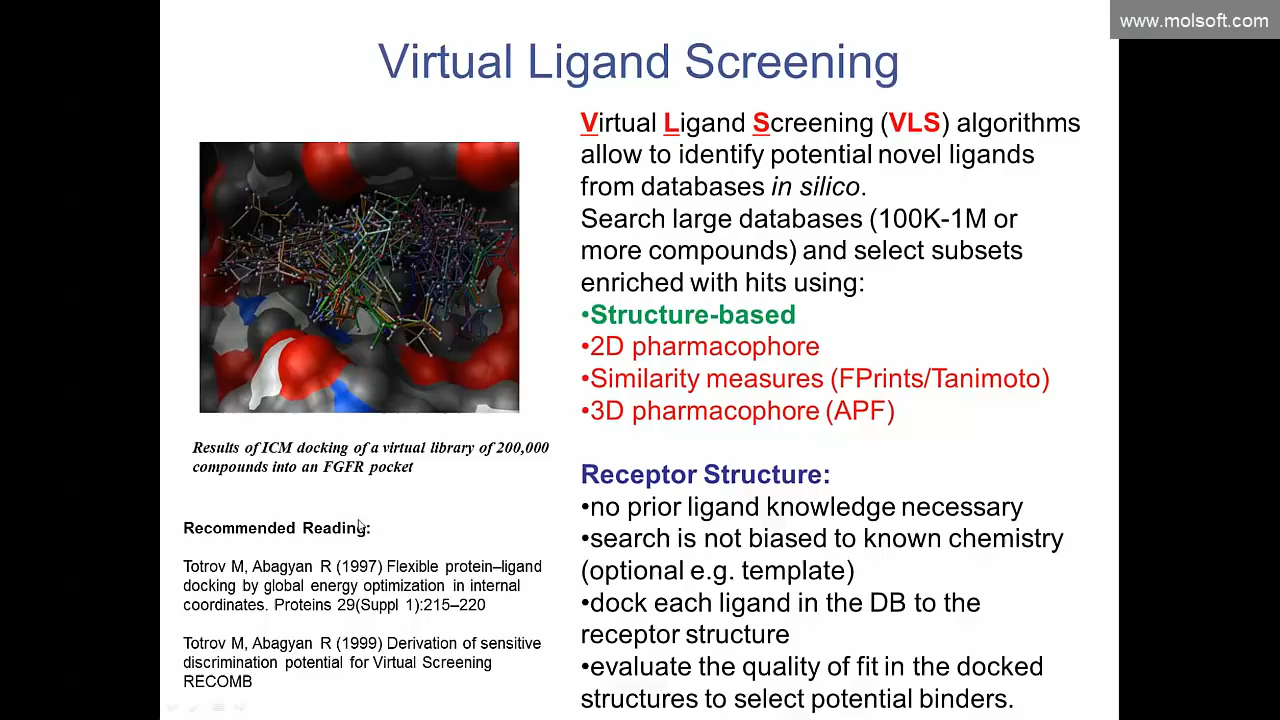 www.molsoft.com
Virtual Ligand Screening
Virtual Ligand Screening (VLS) algorithms
allow to identify potential novel ligands
from databases in silico.
Search large databases (100K-1M or
more compounds) and select subsets
enriched with hits using:
•Structure-based
•2D pharmacophore
•Similarity measures (FPrints/Tanimoto)
•3D pharmacophore (APF)
Receptor Structure:
•no prior ligand knowledge necessary
•search is not biased to known chemistry
(optional e.g. template)
•dock each ligand in the DB to the
receptor structure
•evaluate the quality of fit in the docked
structures to select potential binders.
Results of ICM docking of a virtual library of 200,000
compounds into an FGFR pocket
Recommended Reading:
Totrov M, Abagyan R (1997) Flexible protein–ligand
docking by global energy optimization in internal
coordinates. Proteins 29(Suppl 1):215–220
Totrov M, Abagyan R (1999) Derivation of sensitive
discrimination potential for Virtual Screening
RECOMB